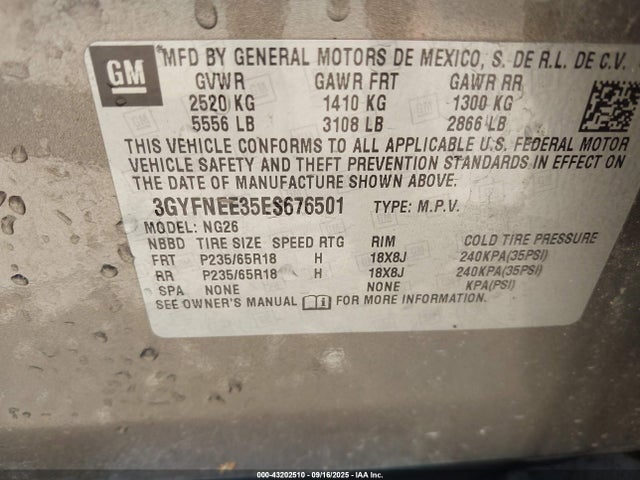 GM
MFD BY GENERAL MOTORS DE MEXICO, S. DE R.L. DE C.V.
GVWR GAWR FRT GAWR RR
2520 KG 1410 KG 1300 KG
5556 LB 3108 LB 2866 LB
THIS VEHICLE CONFORMS TO ALL APPLICABLE U.S. FEDERAL MOTOR
VEHICLE SAFETY AND THEFT PREVENTION STANDARDS IN EFFECT ON
THE DATE OF MANUFACTURE SHOWN ABOVE.
3GYFNEE35ES676501 TYPE: M.P.V.
MODEL: NG26
NBBD TIRE SIZE SPEED RTG RIM COLD TIRE PRESSURE
FRT P235/65R18 H 18X8J 240KPA(35PSI)
RR P235/65R18 H 18X8J 240KPA(35PSI)
SPA NONE NONE KPA(PSI)
SEE OWNER'S MANUAL FOR MORE INFORMATION.
000-43202510 - 09/16/2025 - IAA Inc.